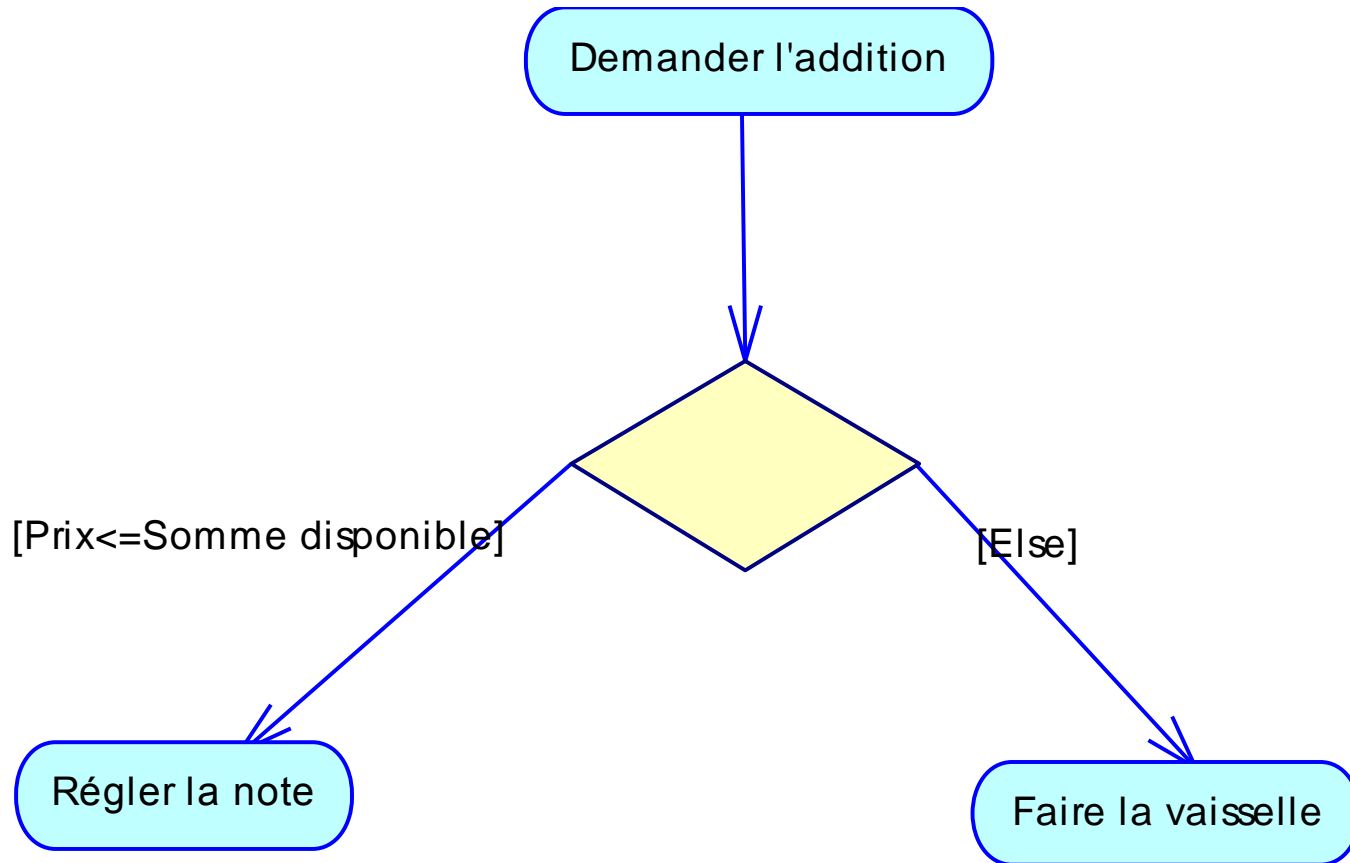 Demander l'addition
[Prix<=Somme disponible]
[Else]
Régler la note
Faire la vaisselle